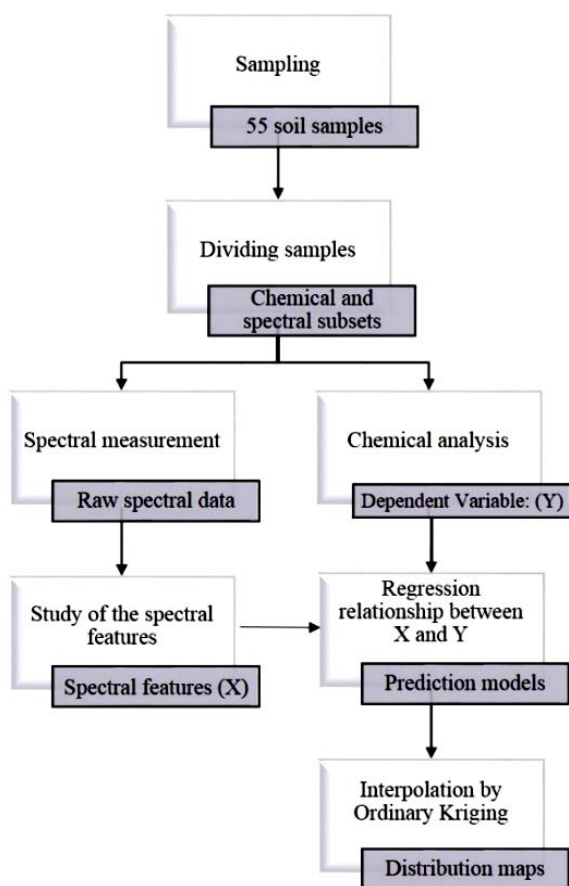 Sampling
55 soil samples
Dividing samples
Chemical and
spectral subsets
Spectral measurement
Raw spectral data
Chemical analysis
Dependent Variable: (Y)
Study of the spectral
features
Spectral features (X)
Regression
relationship between
X and Y
Prediction models
Interpolation by
Ordinary Kriging
Distribution maps